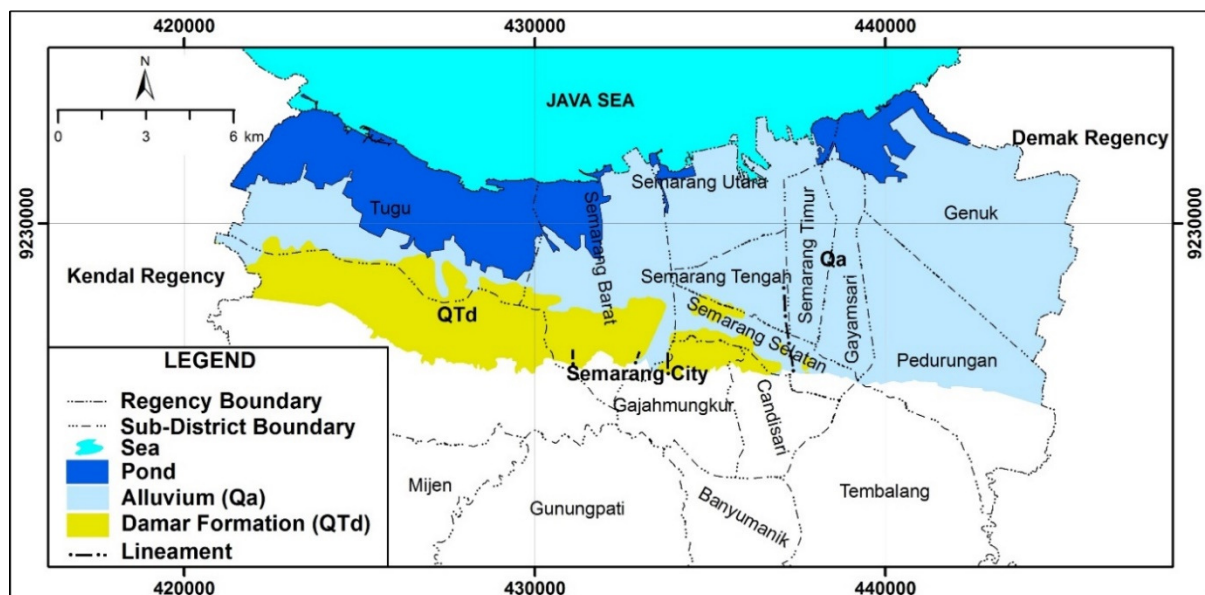 420000 430000 440000
N
0 3 6 km
JAVA SEA
Demak Regency
Semarang Utara
Tugu
Genuk
9230000
9230000
Semarang Barat
Semarang Timur
Kendal Regency
Semarang Tengah
Qa
Gayamsari
QTd
Semarang Selatan
Pedurungan
Semarang City
Gajahmungkur
Candisari
Mijen
Gunungpati
Banyumanik
Tembalang
LEGEND
Regency Boundary
Sub-District Boundary
Sea
Pond
Alluvium (Qa)
Damar Formation (QTd)
Lineament
420000 430000 440000